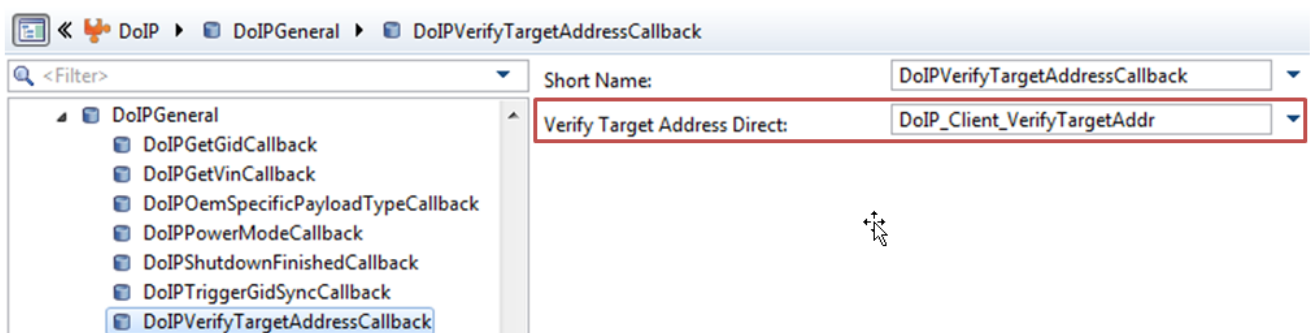 DoIP DoIPGeneral DoIPVerifyTargetAddressCallback
<Filter>
Short Name: DoIPVerifyTargetAddressCallback
Verify Target Address Direct: DoIP_Client_VerifyTargetAddr
DoIPGeneral
DoIPGetGidCallback
DoIPGetVinCallback
DoIPOemSpecificPayloadTypeCallback
DoIPPowerModeCallback
DoIPShutdownFinishedCallback
DoIPTriggerGidSyncCallback
DoIPVerifyTargetAddressCallback